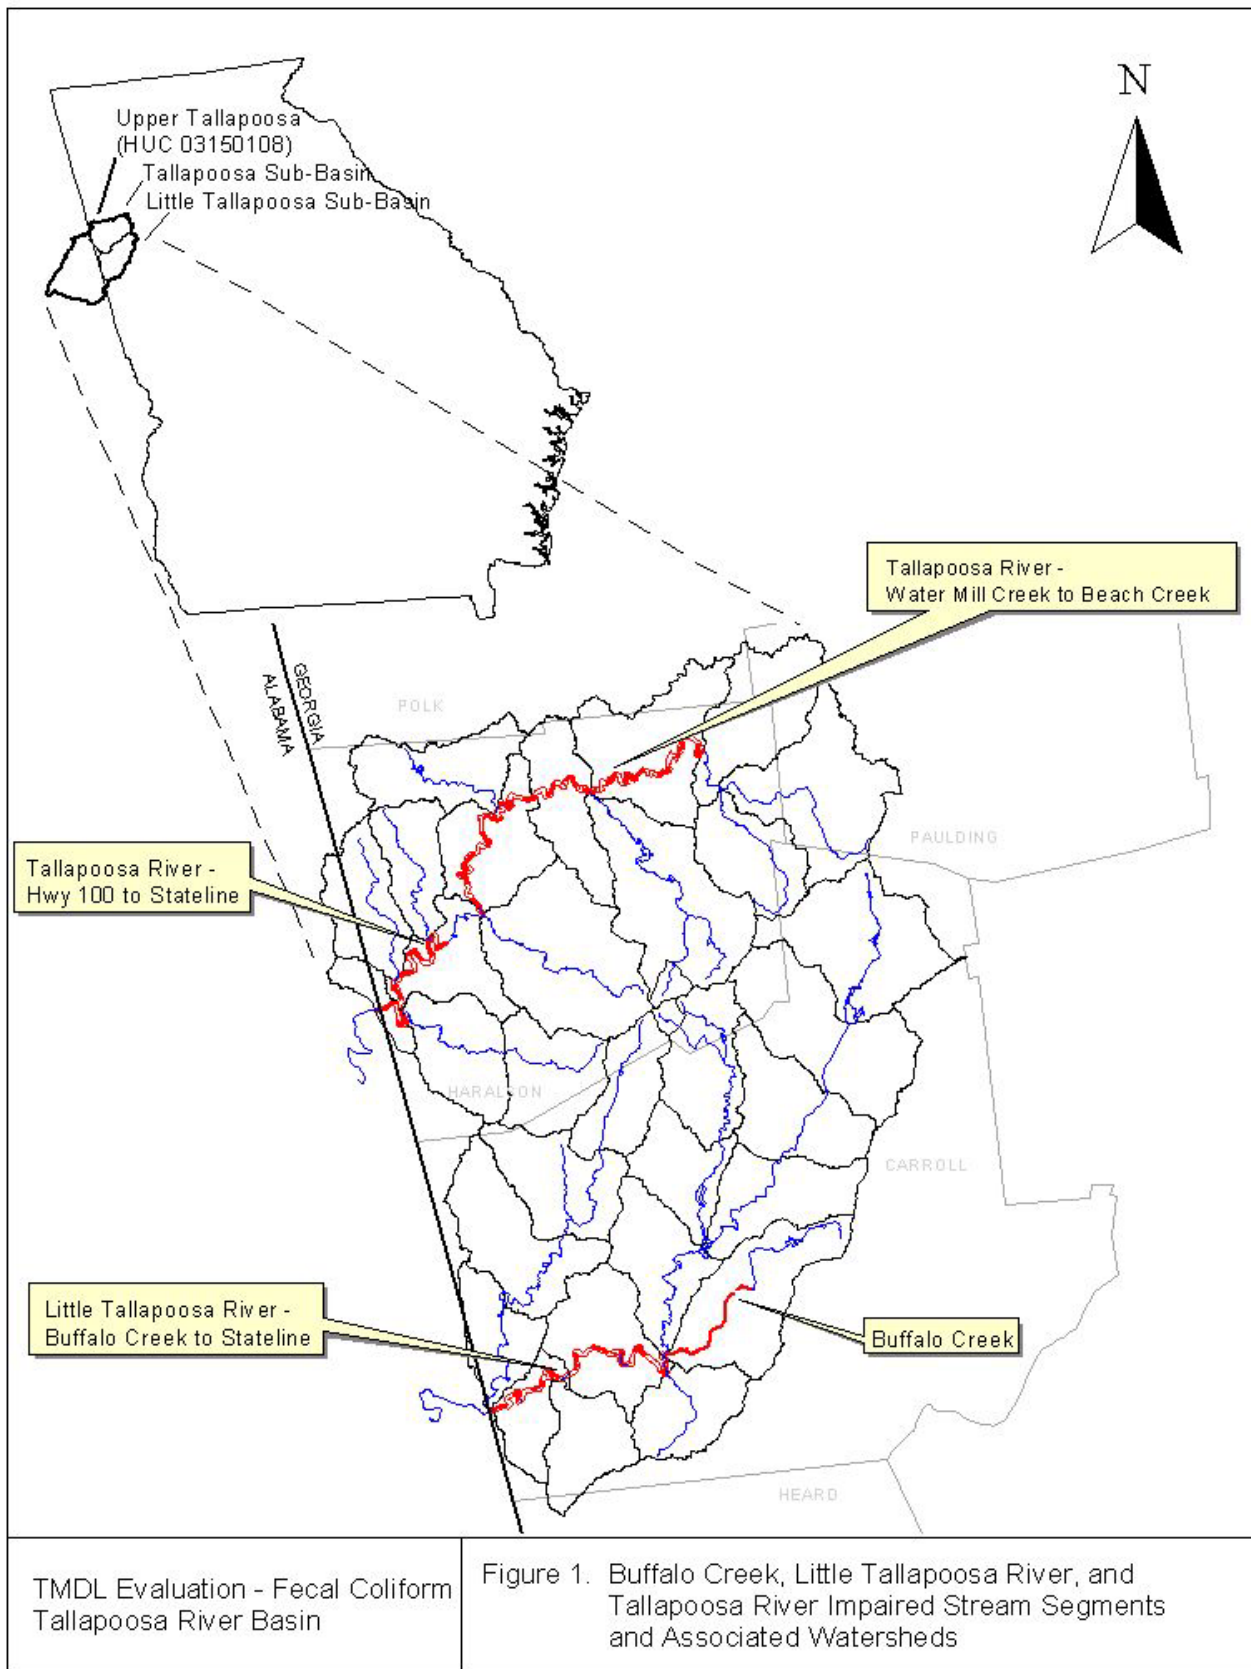 N
Upper Tallapoosa
(HUC 03150108)
Tallapoosa Sub-Basin
Little Tallapoosa Sub-Basin
Tallapoosa River -
Water Mill Creek to Beach Creek
GEORGIA
ALABAMA
POLK
PAULDING
Tallapoosa River -
Hwy 100 to Stateline
HARALSON
CARROLL
Little Tallapoosa River -
Buffalo Creek to Stateline
Buffalo Creek
HEARD
TMDL Evaluation - Fecal Coliform
Tallapoosa River Basin
Figure 1. Buffalo Creek, Little Tallapoosa River, and
Tallapoosa River Impaired Stream Segments
and Associated Watersheds